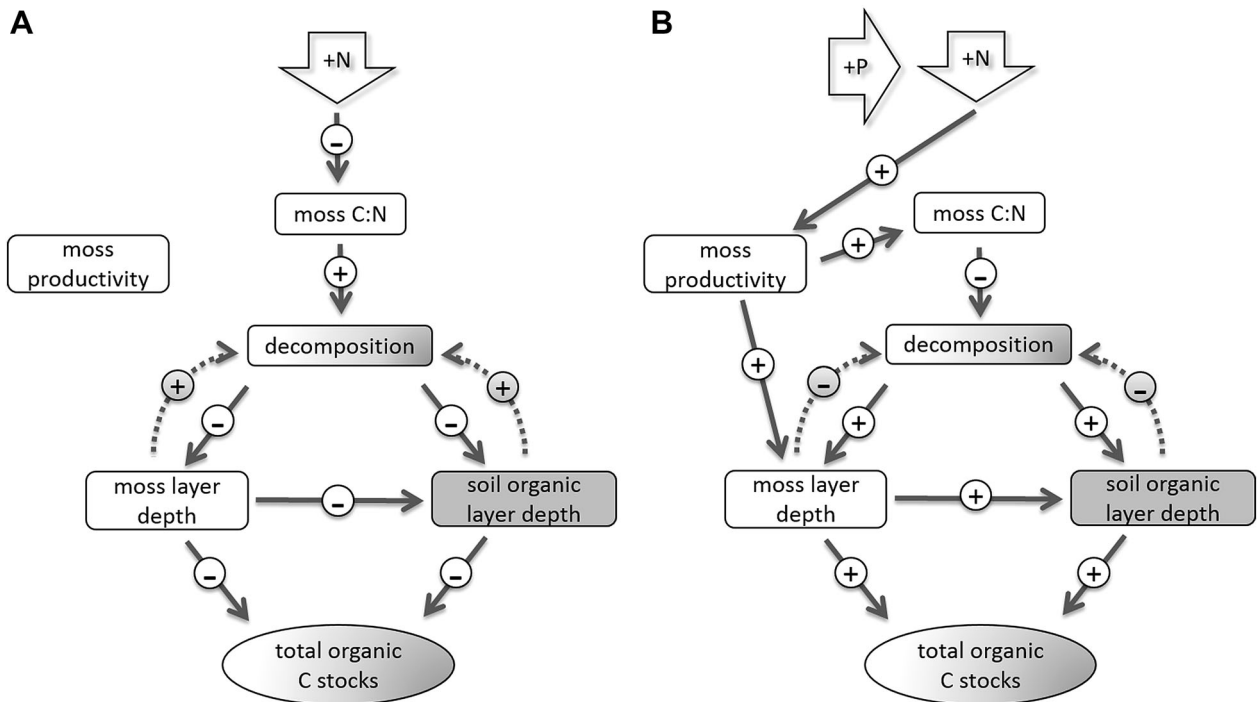 A
+N
-
moss C:N
moss
productivity
+
decomposition
+
+
-
-
moss layer
depth
-
soil organic
layer depth
-
-
total organic
C stocks
B
+P
+N
+
moss C:N
moss
productivity
+
-
decomposition
+
-
-
+
+
moss layer
depth
+
soil organic
layer depth
+
+
total organic
C stocks